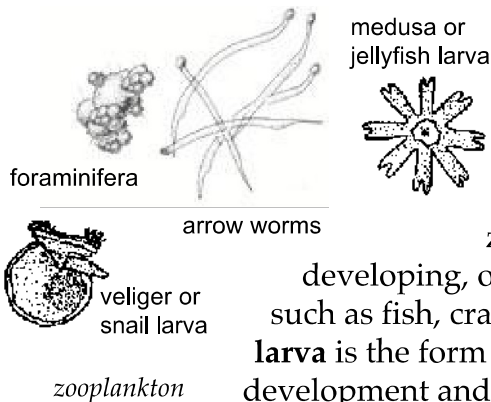 medusa or
jellyfish larva
foraminifera
arrow worms
veliger or
snail larva
zooplankton
developing, o
such as fish, cra
larva is the form
development and